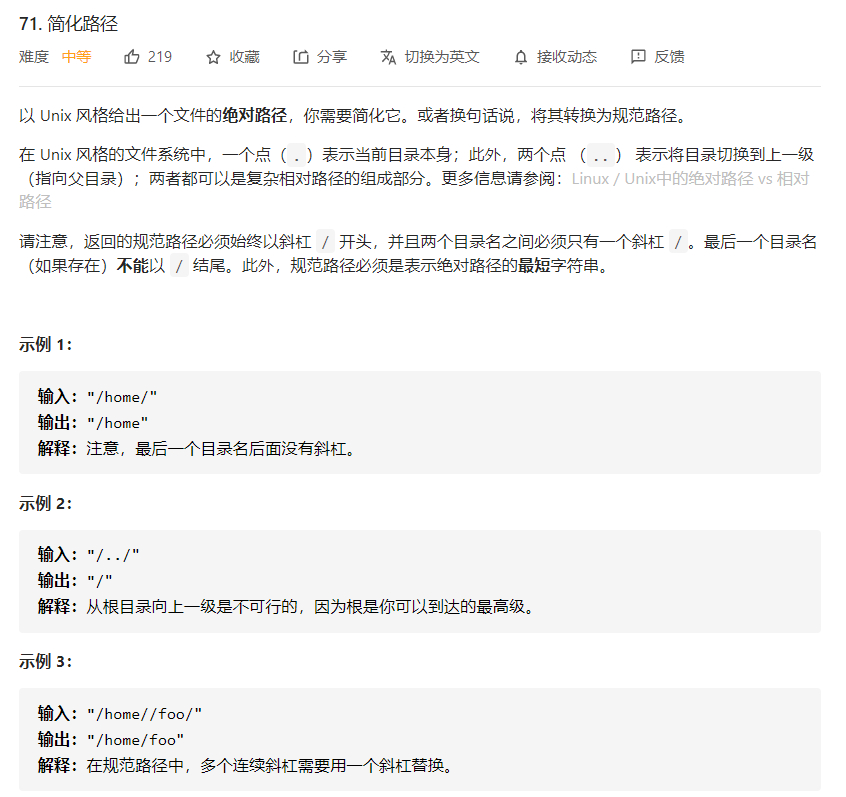 71. 简化路径
难度 中等 219 收藏 分享 切换为英文 接收动态 反馈
以 Unix 风格给出一个文件的绝对路径，你需要简化它。或者换句话说，将其转换为规范路径。
在 Unix 风格的文件系统中，一个点（.）表示当前目录本身；此外，两个点 （..） 表示将目录切换到上一级
（指向父目录）；两者都可以是复杂相对路径的组成部分。更多信息请参阅：Linux / Unix中的绝对路径 vs 相对
路径
请注意，返回的规范路径必须始终以斜杠 / 开头，并且两个目录名之间必须只有一个斜杠 /。最后一个目录名
（如果存在）不能以 / 结尾。此外，规范路径必须是表示绝对路径的最短字符串。
示例 1：
输入："/home/"
输出："/home"
解释：注意，最后一个目录名后面没有斜杠。
示例 2：
输入："/../"
输出："/"
解释：从根目录向上一级是不可行的，因为根是你可以到达的最高级。
示例 3：
输入："/home//foo/"
输出："/home/foo"
解释：在规范路径中，多个连续斜杠需要用一个斜杠替换。